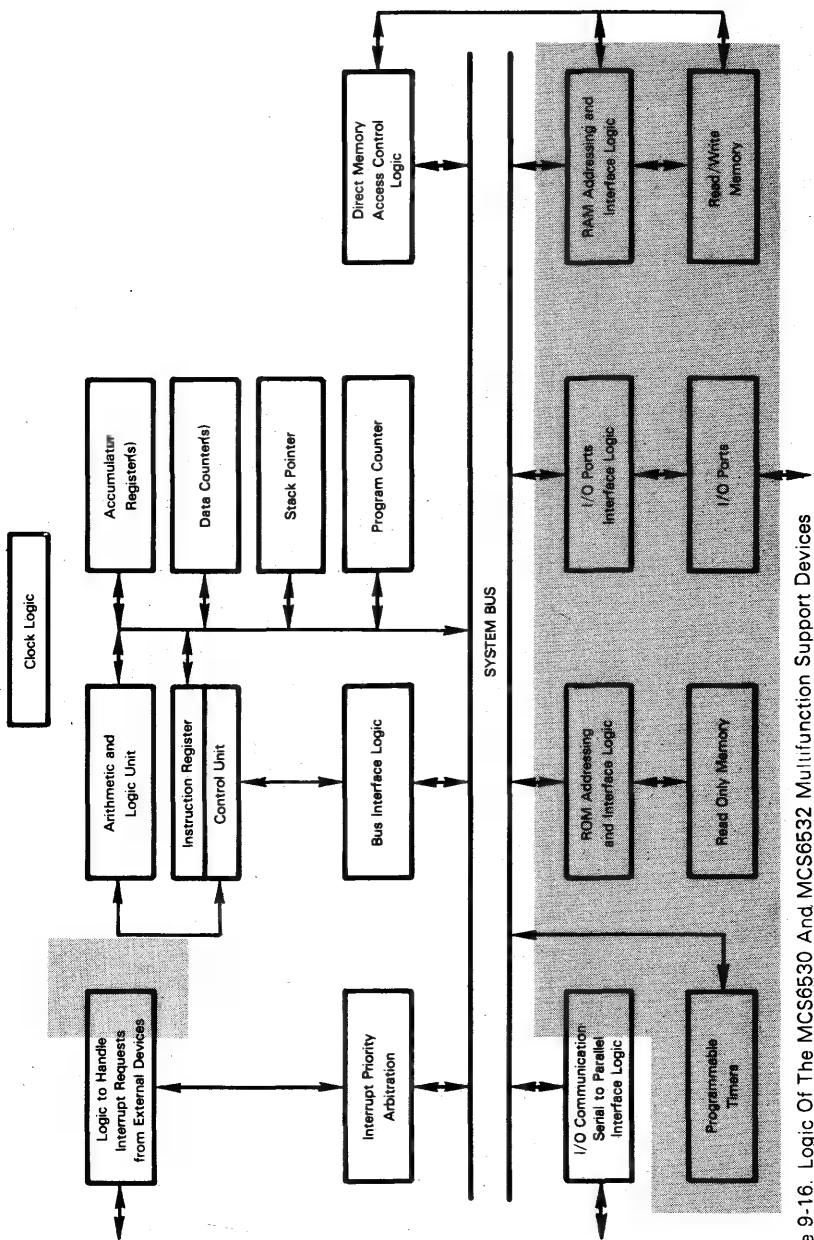 Clock Logic
Logic to Handle
Interrupt Requests
from External Devices
Arithmetic and
Logic Unit
Accumulator
Register(s)
Instruction Register
Control Unit
Data Counter(s)
Stack Pointer
Interrupt Priority
Arbitration
Bus Interface Logic
Program Counter
Direct Memory
Access Control
Logic
SYSTEM BUS
I/O Communication
Serial to Parallel
Interface Logic
ROM Addressing
and Interface Logic
I/O Ports
Interface Logic
RAM Addressing and
Interface Logic
Programmable
Timers
Read Only Memory
I/O Ports
Read/Write
Memory
9-16. Logic Of The MCS6530 And MCS6532 Multifunction Support Devices